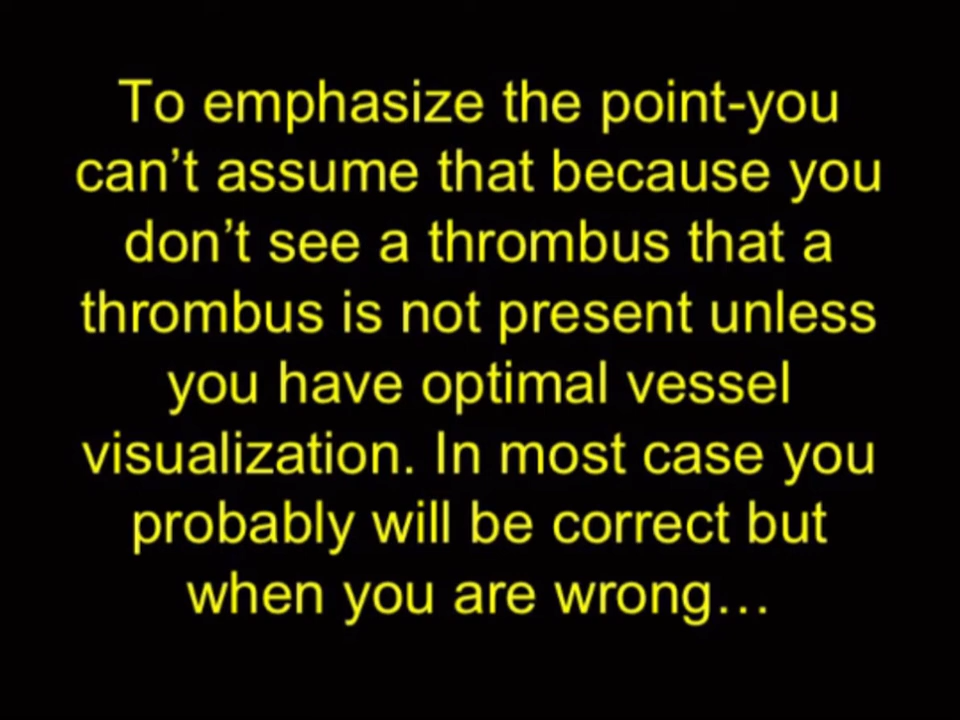 To emphasize the point-you
can’t assume that because you
don’t see a thrombus that a
thrombus is not present unless
you have optimal vessel
visualization. In most case you
probably will be correct but
when you are wrong…